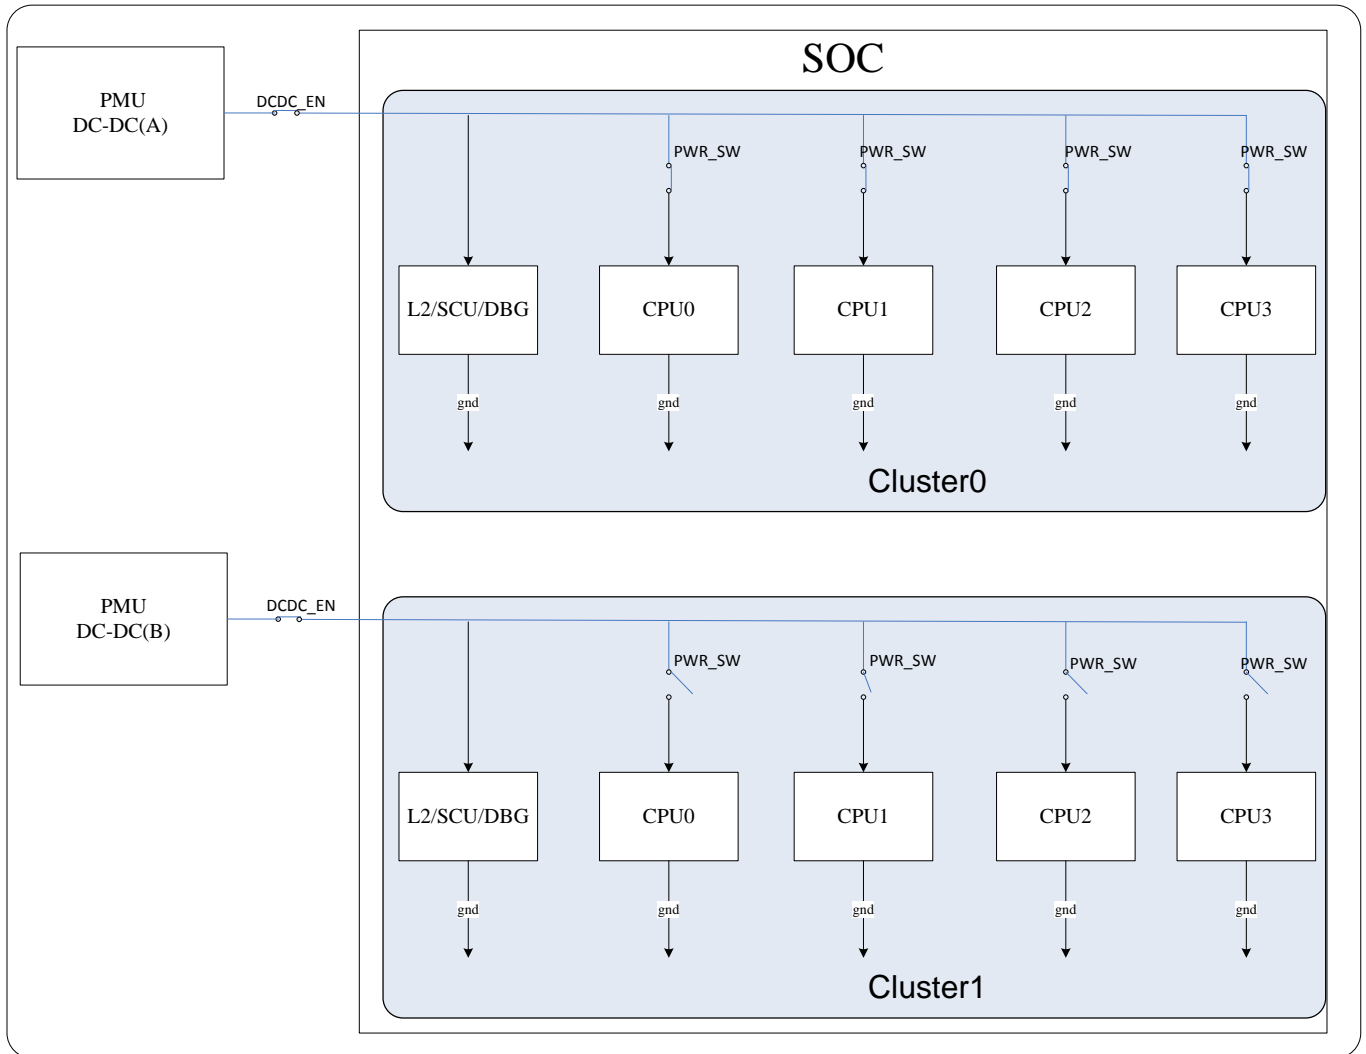 SOC
PMU
DC-DC(A)
DCDC_EN
PWR_SW
PWR_SW
PWR_SW
PWR_SW
L2/SCU/DBG
CPU0
CPU1
CPU2
CPU3
gnd
gnd
gnd
gnd
gnd
Cluster0
PMU
DC-DC(B)
DCDC_EN
PWR_SW
PWR_SW
PWR_SW
PWR_SW
L2/SCU/DBG
CPU0
CPU1
CPU2
CPU3
gnd
gnd
gnd
gnd
gnd
Cluster1